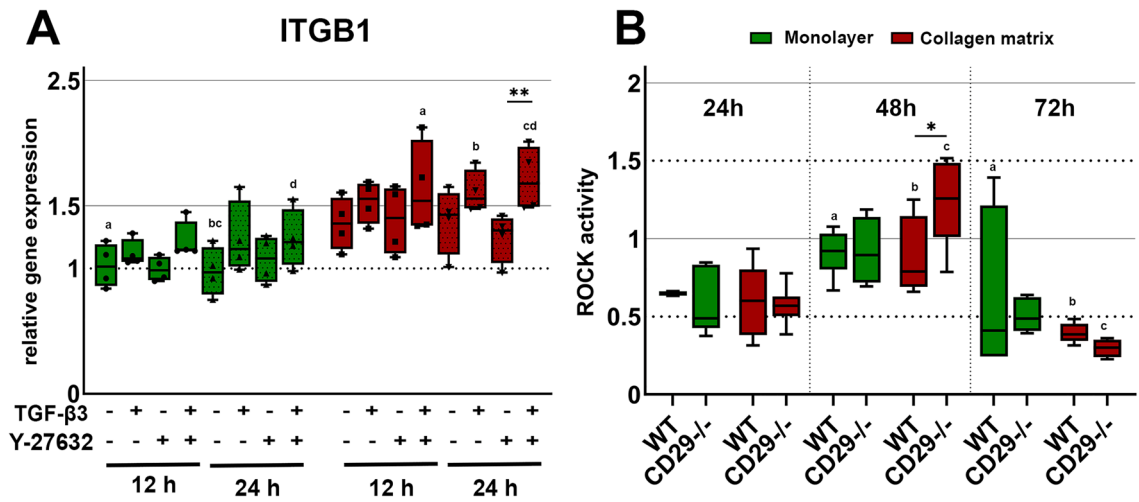 A
ITGB1
relative gene expression
2.5
1.5
1
0
a
bc
d
a
b
**
cd
TGF-β3 - + - + - + - + - + - + - + - +
Y-27632 - - + + - - + + - - + + - - + +
12 h 24 h 12 h 24 h
B
Monolayer Collagen matrix
ROCK activity
2
1.5
1
0.5
0
24h 48h 72h
a
b
*
c
a
b
c
WT CD29-/- WT CD29-/- WT CD29-/- WT CD29-/- WT CD29-/- WT CD29-/-